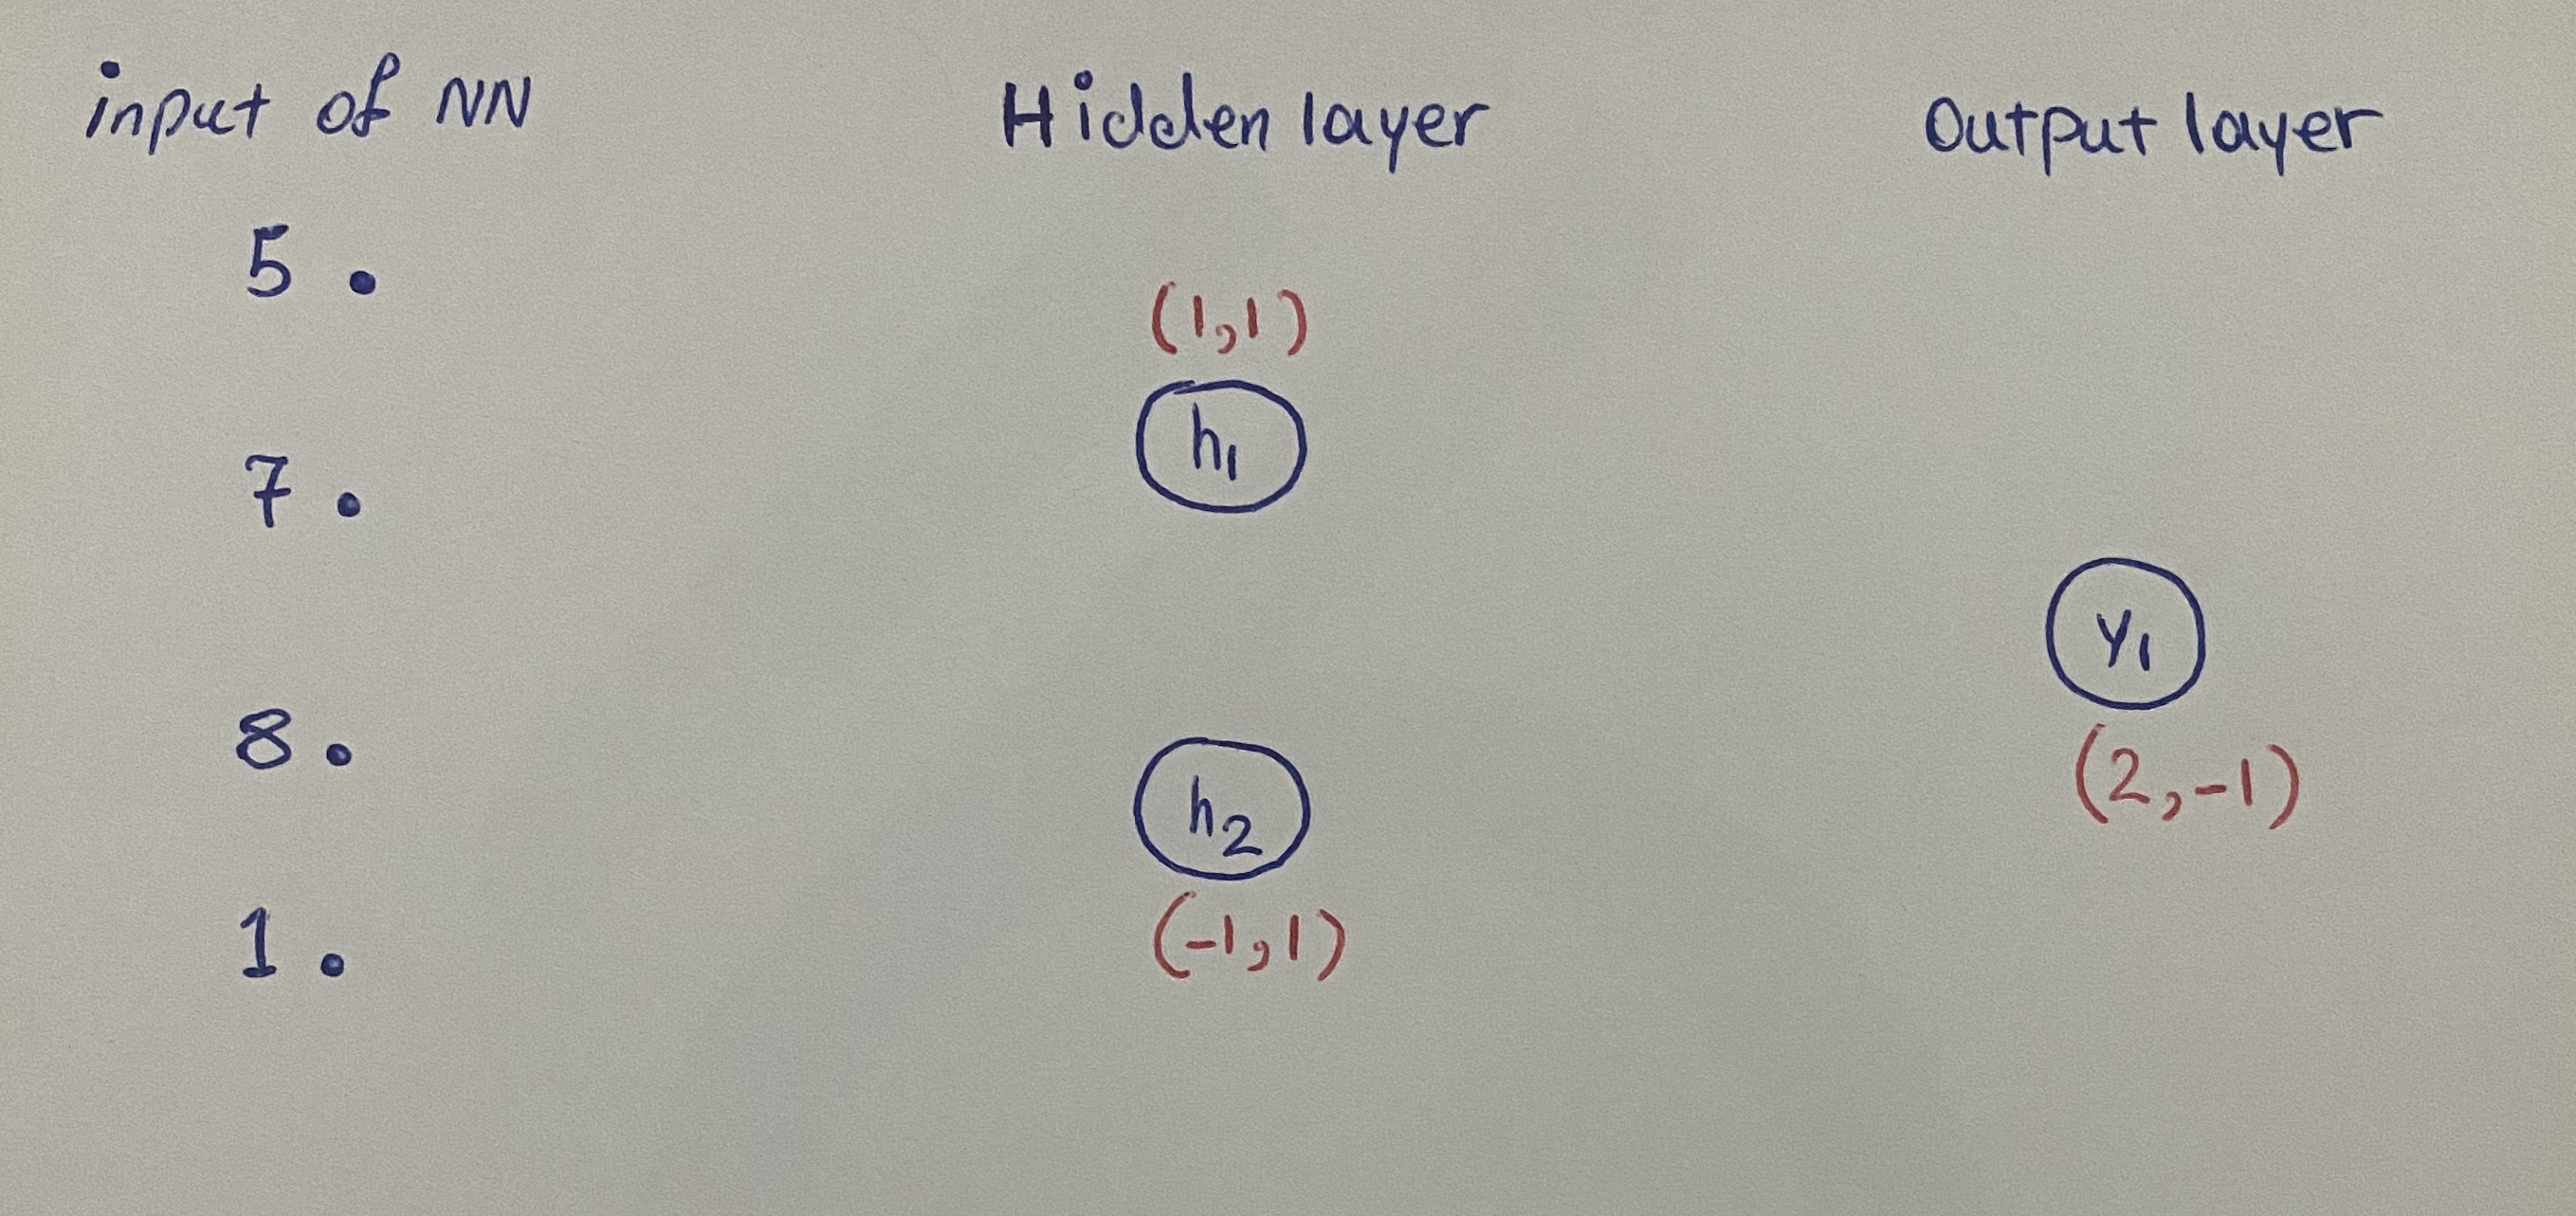 input of NN Hidden layer Output layer
5 .
(1,1)
h1
7 .
y1
8 .
(2,-1)
h2
1 .
(-1,1)